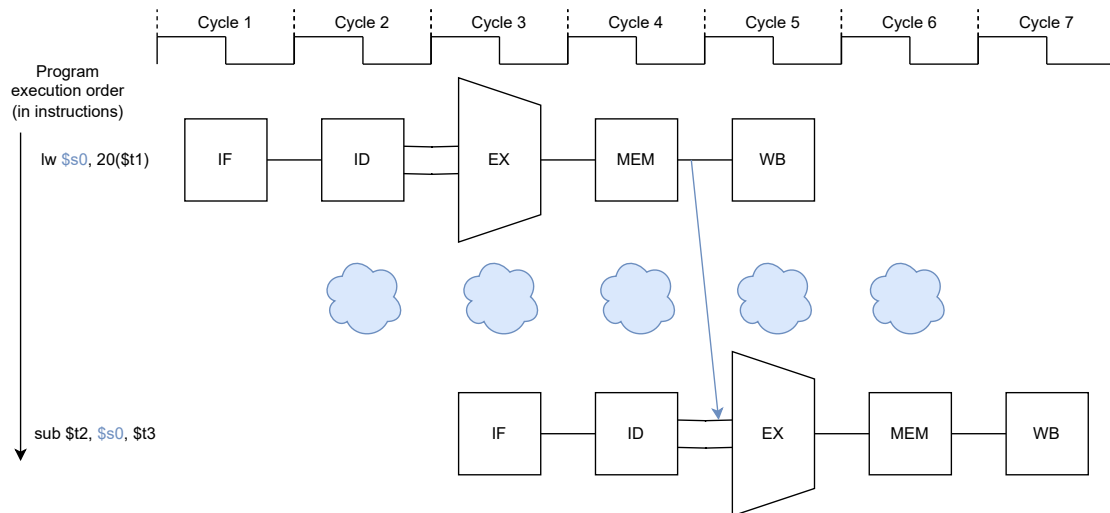 Cycle 1 Cycle 2 Cycle 3 Cycle 4 Cycle 5 Cycle 6 Cycle 7
Program
execution order
(in instructions)
lw $s0, 20($t1) IF ID EX MEM WB
sub $t2, $s0, $t3 IF ID EX MEM WB